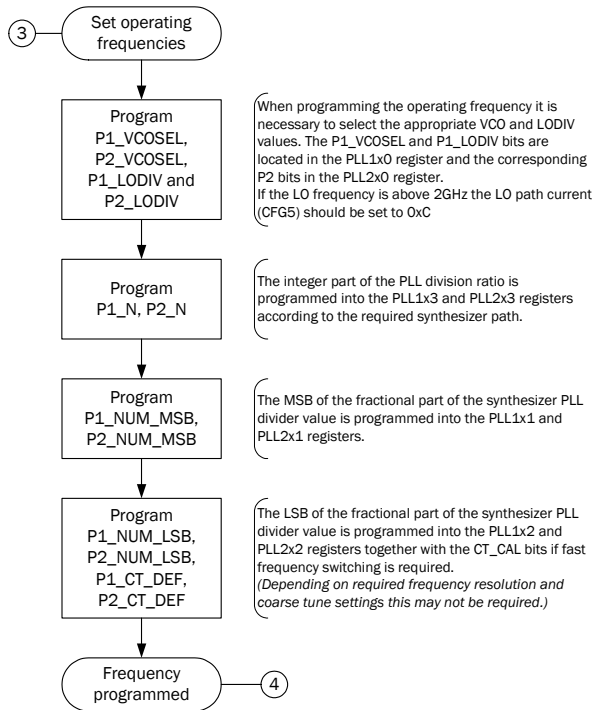 3
Set operating
frequencies
Program
P1_VCOSEL,
P2_VCOSEL,
P1_LODIV and
P2_LODIV
When programming the operating frequency it is
necessary to select the appropriate VCO and LODIV
values. The P1_VCOSEL and P1_LODIV bits are
located in the PLL1x0 register and the corresponding
P2 bits in the PLL2x0 register.
If the LO frequency is above 2GHz the LO path current
(CFG5) should be set to 0xC
Program
P1_N, P2_N
The integer part of the PLL division ratio is
programmed into the PLL1x3 and PLL2x3 registers
according to the required synthesizer path.
Program
P1_NUM_MSB,
P2_NUM_MSB
The MSB of the fractional part of the synthesizer PLL
divider value is programmed into the PLL1x1 and
PLL2x1 registers.
Program
P1_NUM_LSB,
P2_NUM_LSB,
P1_CT_DEF,
P2_CT_DEF
The LSB of the fractional part of the synthesizer PLL
divider value is programmed into the PLL1x2 and
PLL2x2 registers together with the CT_CAL bits if fast
frequency switching is required.
(Depending on required frequency resolution and
coarse tune settings this may not be required.)
Frequency
programmed
4